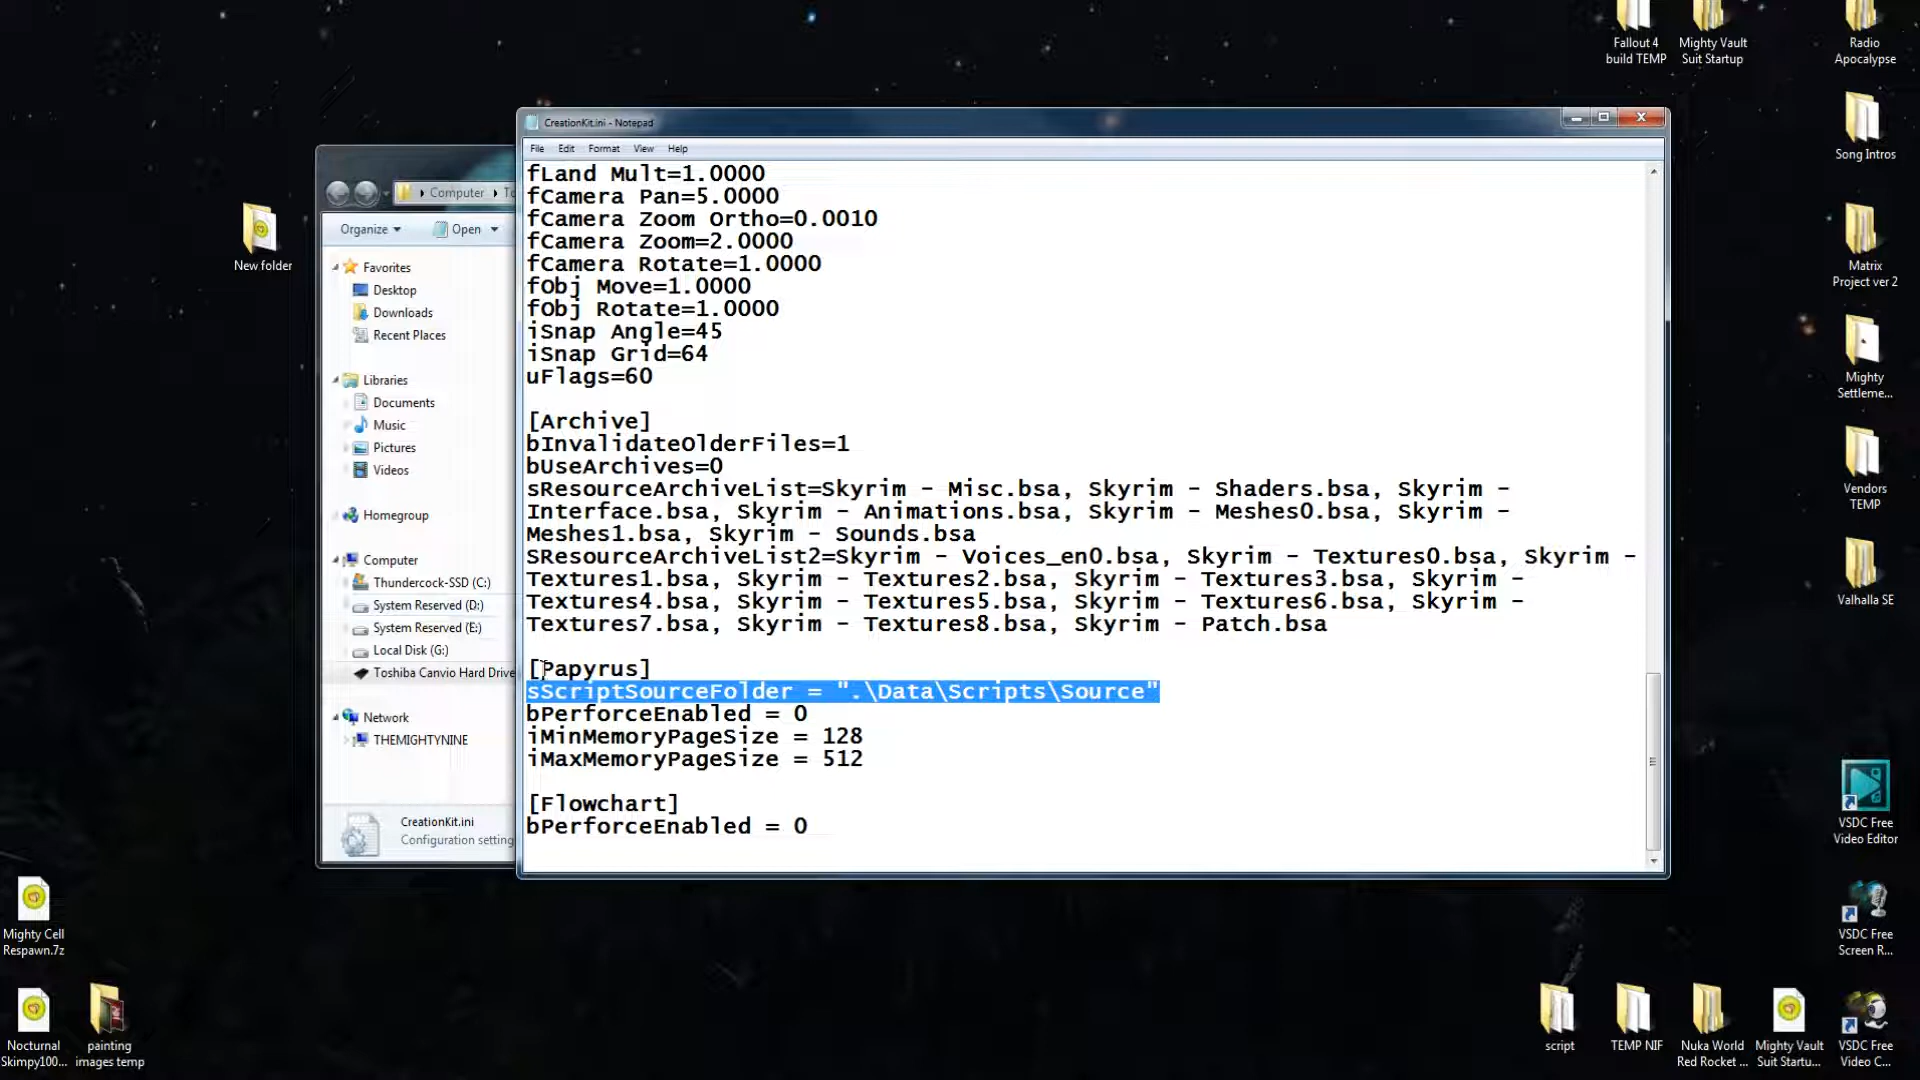 Fallout 4
build TEMP
Mighty Vault
Suit Startup
Radio
Apocalypse
CreationKit.ini - Notepad
File Edit Format View Help
fLand Mult=1.0000
fCamera Pan=5.0000
fCamera Zoom Ortho=0.0010
fCamera Zoom=2.0000
fCamera Rotate=1.0000
fObj Move=1.0000
fObj Rotate=1.0000
iSnap Angle=45
iSnap Grid=64
uFlags=60
[Archive]
bInvalidateOlderFiles=1
bUseArchives=0
sResourceArchiveList=Skyrim - Misc.bsa, Skyrim - Shaders.bsa, Skyrim -
Interface.bsa, Skyrim - Animations.bsa, Skyrim - Meshes0.bsa, Skyrim -
Meshes1.bsa, Skyrim - Sounds.bsa
SResourceArchiveList2=Skyrim - Voices_en0.bsa, Skyrim - Textures0.bsa, Skyrim -
Textures1.bsa, Skyrim - Textures2.bsa, Skyrim - Textures3.bsa, Skyrim -
Textures4.bsa, Skyrim - Textures5.bsa, Skyrim - Textures6.bsa, Skyrim -
Textures7.bsa, Skyrim - Textures8.bsa, Skyrim - Patch.bsa
[Papyrus]
sScriptSourceFolder = ".\Data\Scripts\Source"
bPerforceEnabled = 0
iMinMemoryPageSize = 128
iMaxMemoryPageSize = 512
[Flowchart]
bPerforceEnabled = 0
Computer
Organize
Open
Favorites
Desktop
Downloads
Recent Places
Libraries
Documents
Music
Pictures
Videos
Homegroup
Computer
Thundercock-SSD (C:)
System Reserved (D:)
System Reserved (E:)
Local Disk (G:)
Toshiba Canvio Hard Drive
Network
THEMIGHTYNINE
CreationKit.ini
Configuration setting
New folder
Song Intros
Matrix
Project ver 2
Mighty
Settleme...
Vendors
TEMP
Valhalla SE
VSDC Free
Video Editor
VSDC Free
Screen R...
Mighty Cell
Respawn.7z
Nocturnal
Skimpy100...
painting
images temp
script
TEMP NIF
Nuka World
Red Rocket ...
Mighty Vault
Suit Startu...
VSDC Free
Video C...